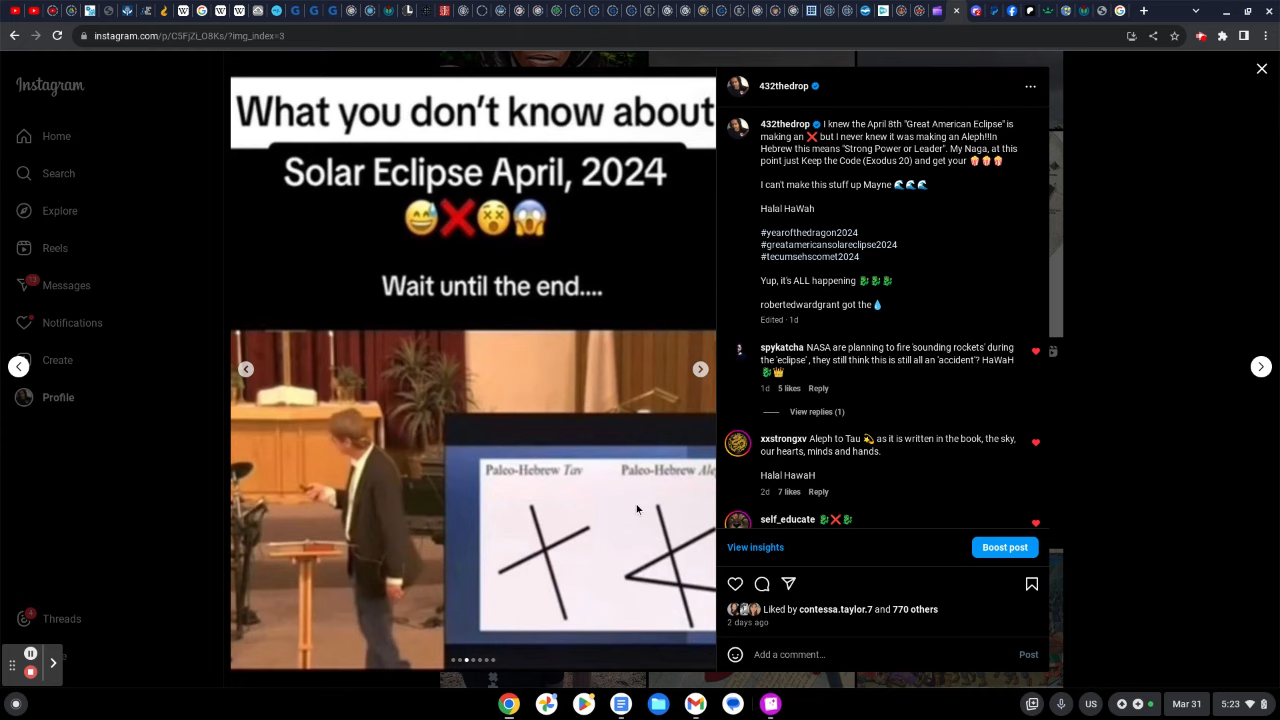 instagram.com/p/C5FjZi_O8Ks/?img_index=3
Instagram
Home
Search
Explore
Reels
13
Messages
Notifications
Create
Profile
4
Threads
What you don't know about
Solar Eclipse April, 2024
😅❌😵😱
Wait until the end....
Paleo-Hebrew Tav
Paleo-Hebrew Ale
432thedrop
432thedrop I knew the April 8th "Great American Eclipse" is
making an ❌ but I never knew it was making an Aleph!!In
Hebrew this means "Strong Power or Leader". My Naga, at this
point just Keep the Code (Exodus 20) and get your 🍿🍿🍿
I can't make this stuff up Mayne 🌊🌊🌊
Halal HaWah
#yearofthedragon2024
#greatamericansolareclipse2024
#tecumsehscomet2024
Yup, it's ALL happening 🐉🐉🐉
robertedwardgrant got the💧
Edited · 1d
spykatcha NASA are planning to fire 'sounding rockets' during
the 'eclipse' , they still think this is still all an 'accident'? HaWaH
🐉👑
1d 5 likes Reply
View replies (1)
xxstrongxv Aleph to Tau 💫 as it is written in the book, the sky,
our hearts, minds and hands.
Halal HawaH
2d 7 likes Reply
self_educate 🐉❌🐉
View insights
Boost post
Liked by contessa.taylor.7 and 770 others
2 days ago
Add a comment...
Post
US
Mar 31
5:23